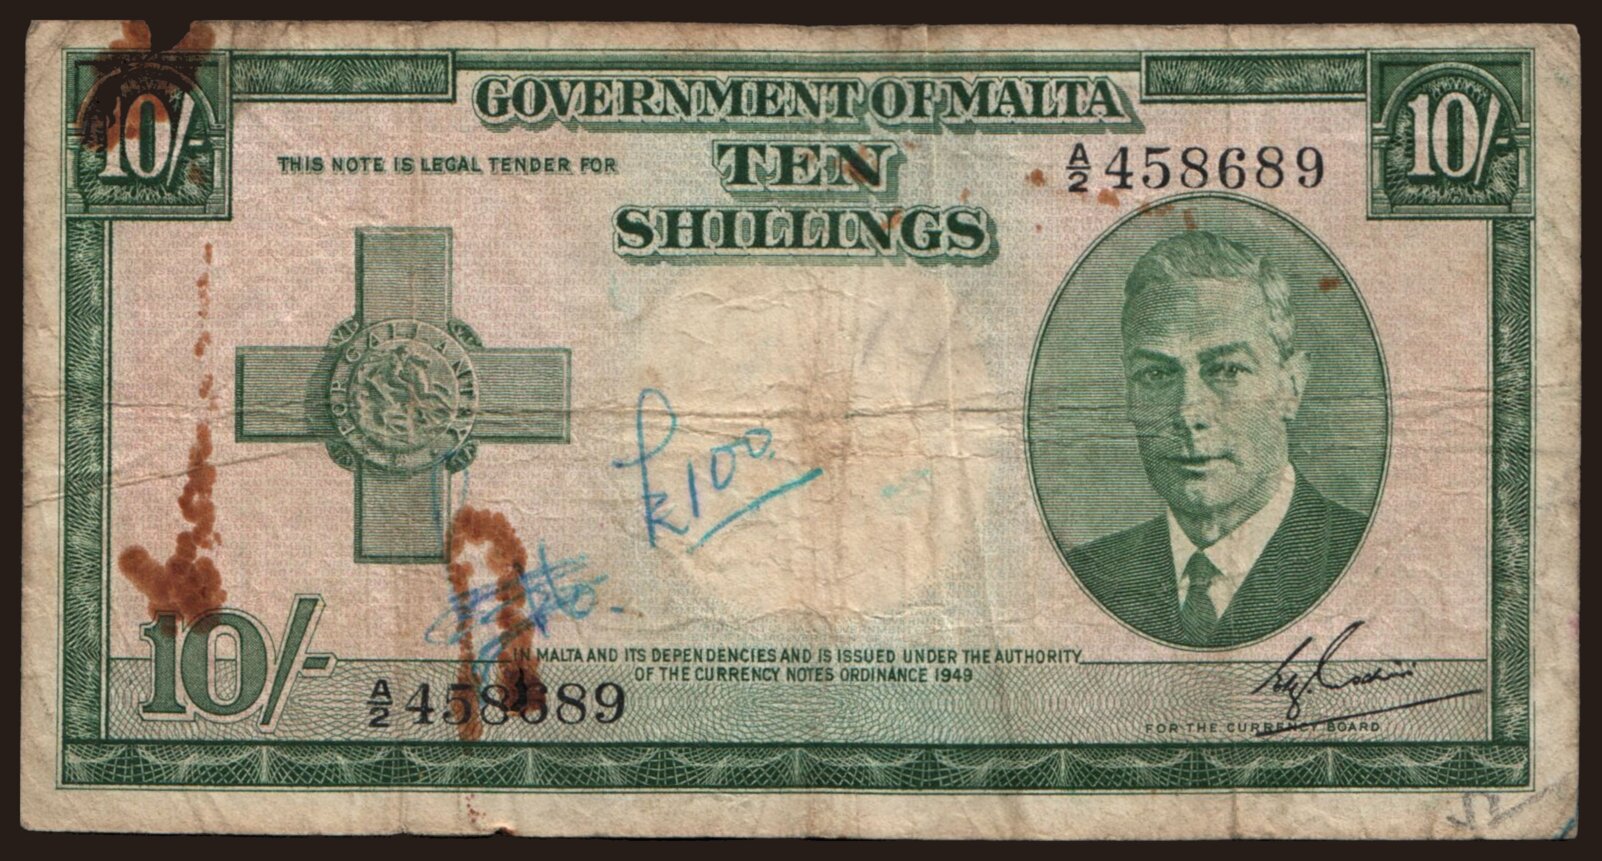 GOVERNMENT OF MALTA
10/-
10/-
THIS NOTE IS LEGAL TENDER FOR
TEN
SHILLINGS
A/2 458689
FOR GALLANTRY
£100
10/-
IN MALTA AND ITS DEPENDENCIES AND IS ISSUED UNDER THE AUTHORITY
OF THE CURRENCY NOTES ORDINANCE 1949
A/2 458689
FOR THE CURRENCY BOARD